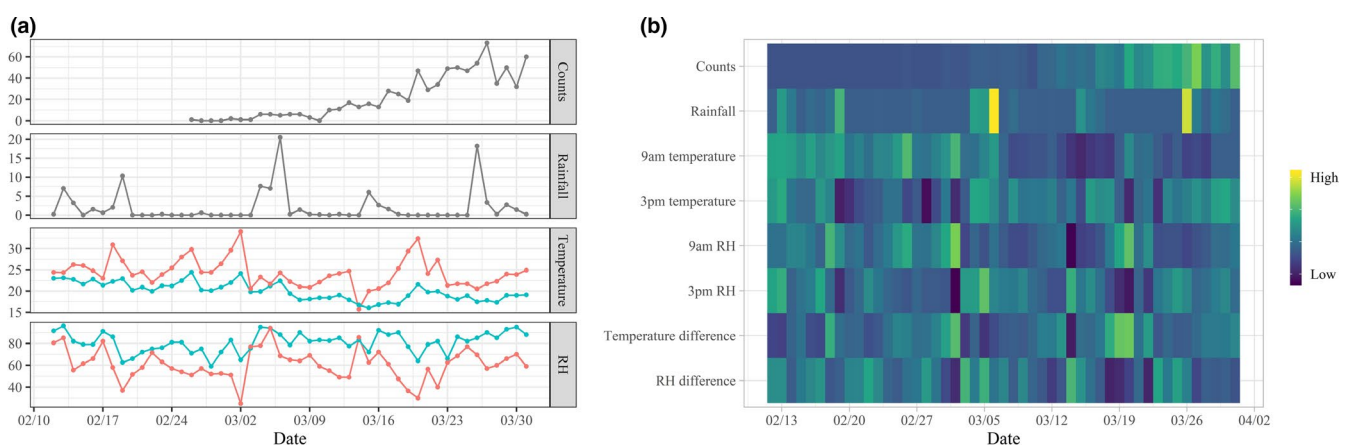 (a)
60
40
20
0
Counts
20
15
10
5
0
Rainfall
30
25
20
15
Temperature
80
60
40
RH
02/10 02/17 02/24 03/02 03/09 03/16 03/23 03/30
Date
(b)
Counts
Rainfall
9am temperature
3pm temperature
9am RH
3pm RH
Temperature difference
RH difference
02/13 02/20 02/27 03/05 03/12 03/19 03/26 04/02
Date
High
Low